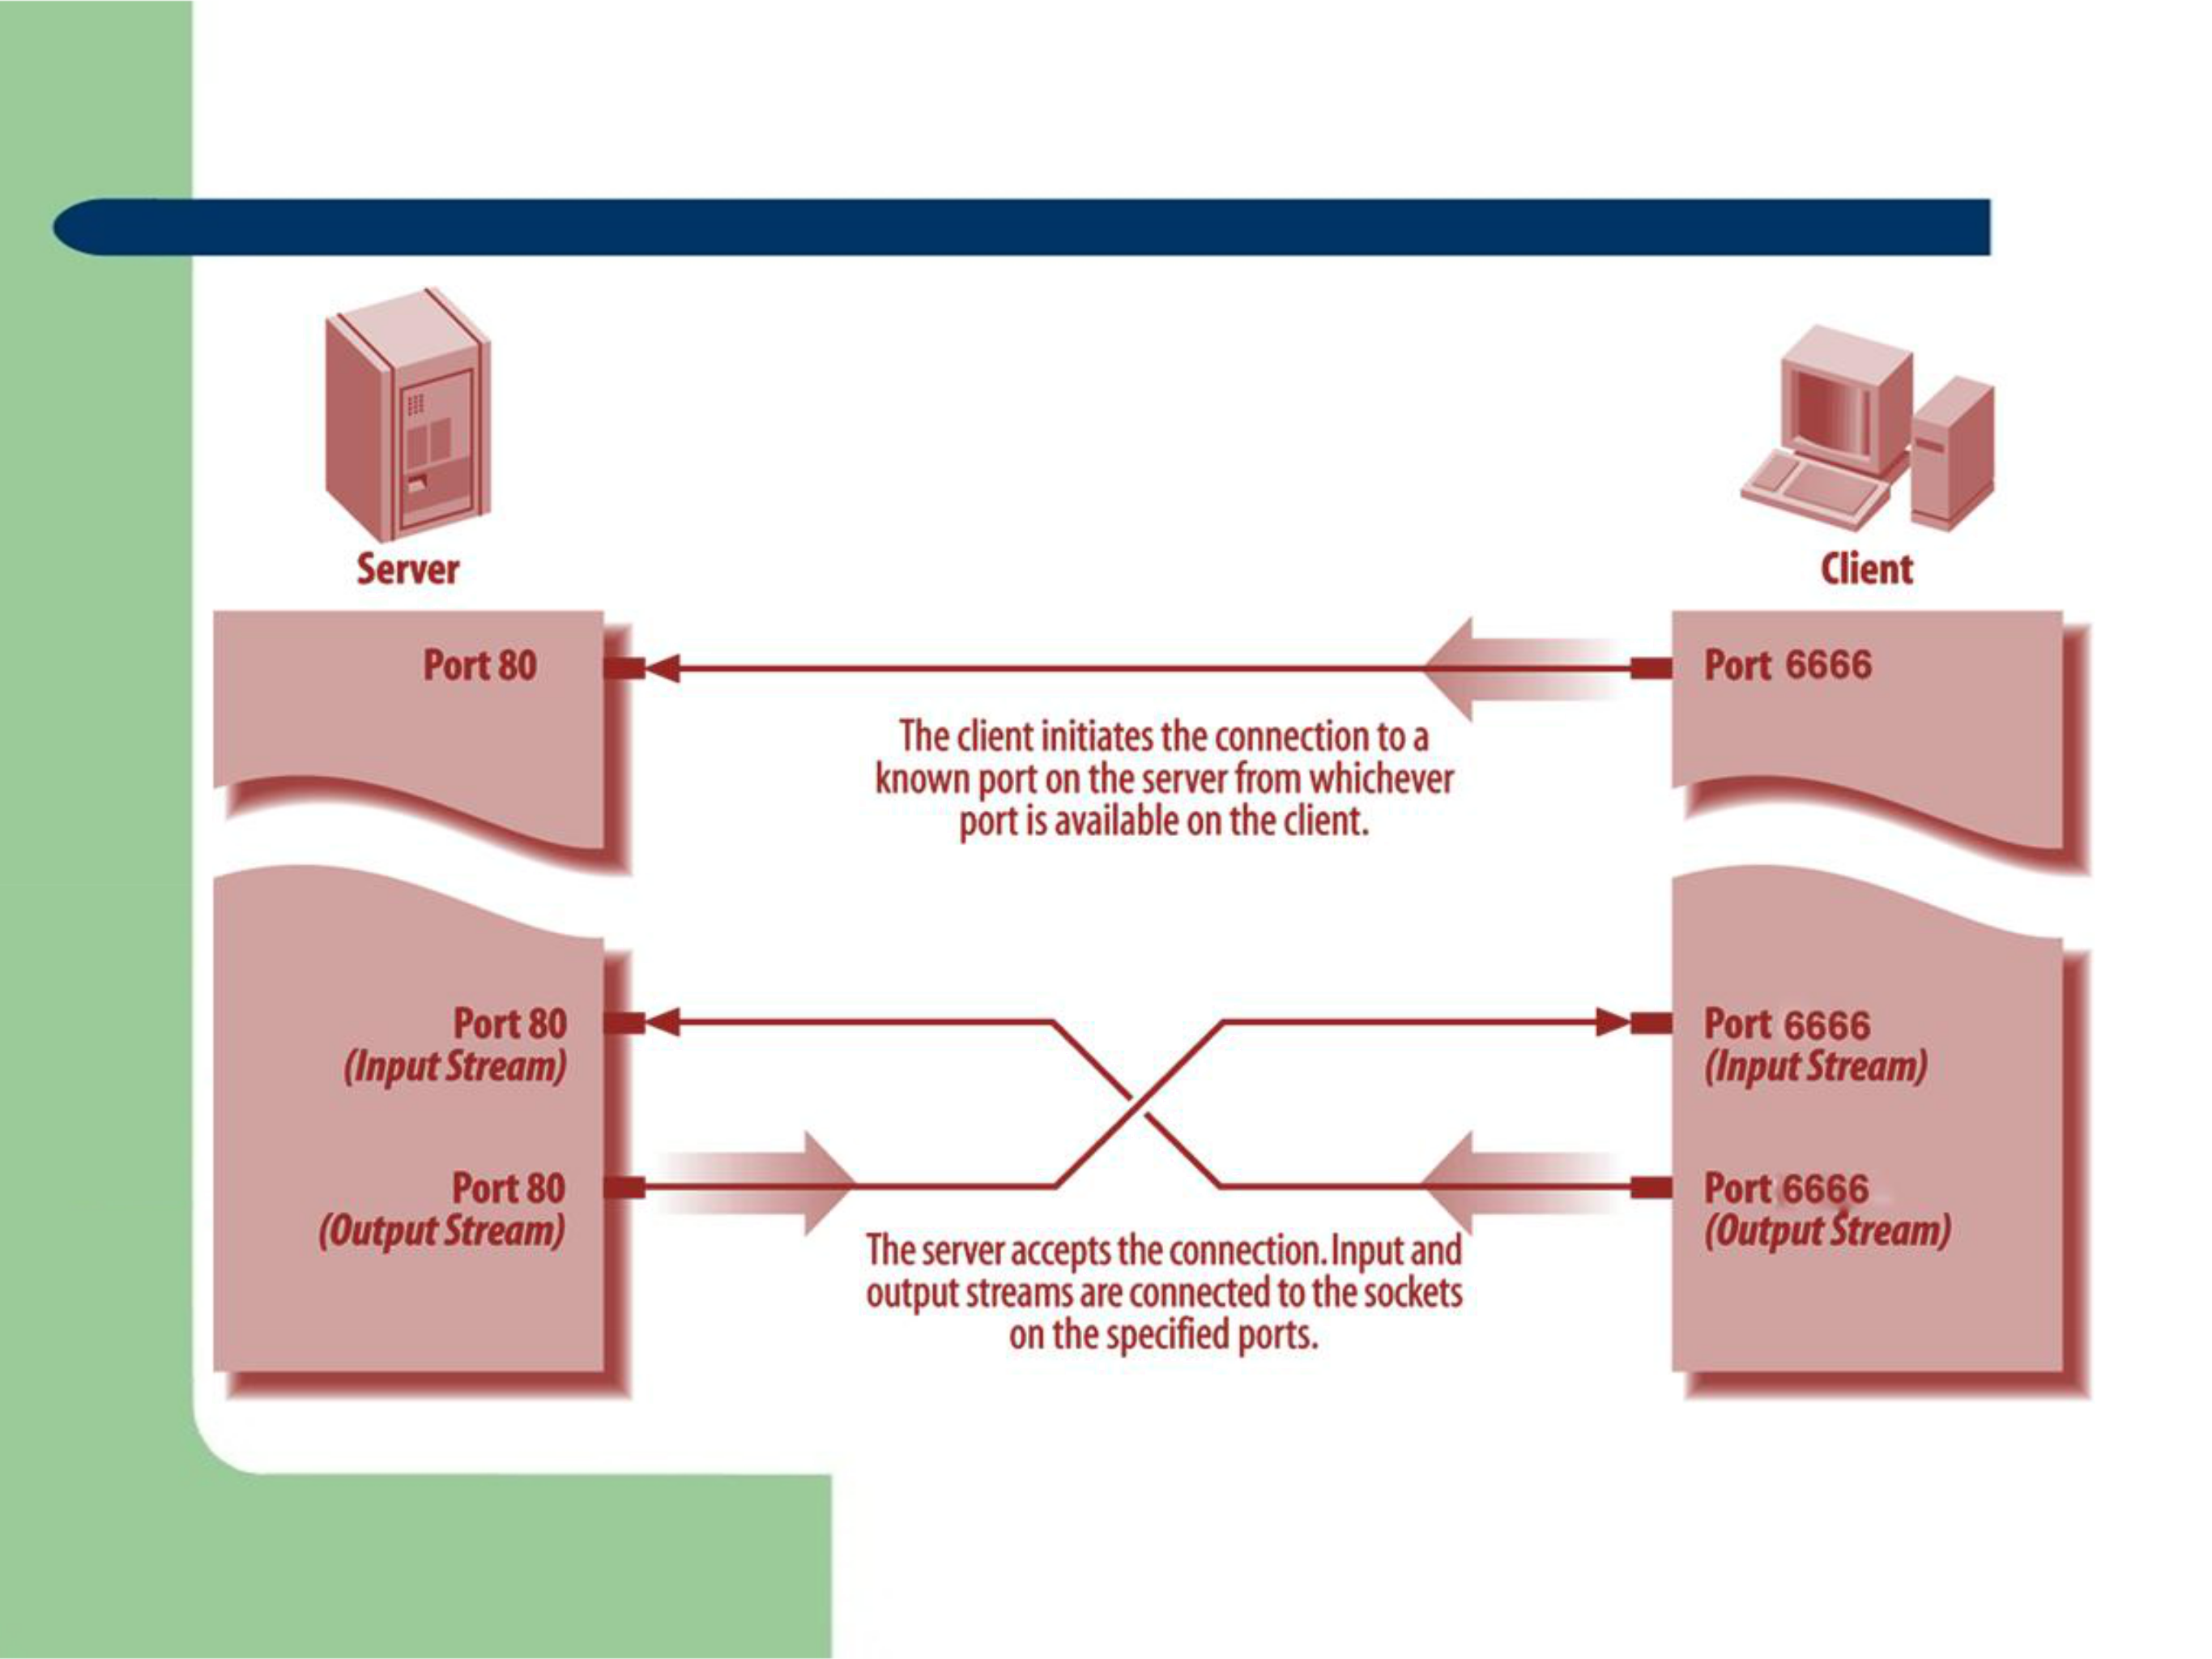 Server
Client
Port 80
Port 6666
The client initiates the connection to a
known port on the server from whichever
port is available on the client.
Port 80
(Input Stream)
Port 6666
(Input Stream)
Port 80
(Output Stream)
Port 6666
(Output Stream)
The server accepts the connection. Input and
output streams are connected to the sockets
on the specified ports.